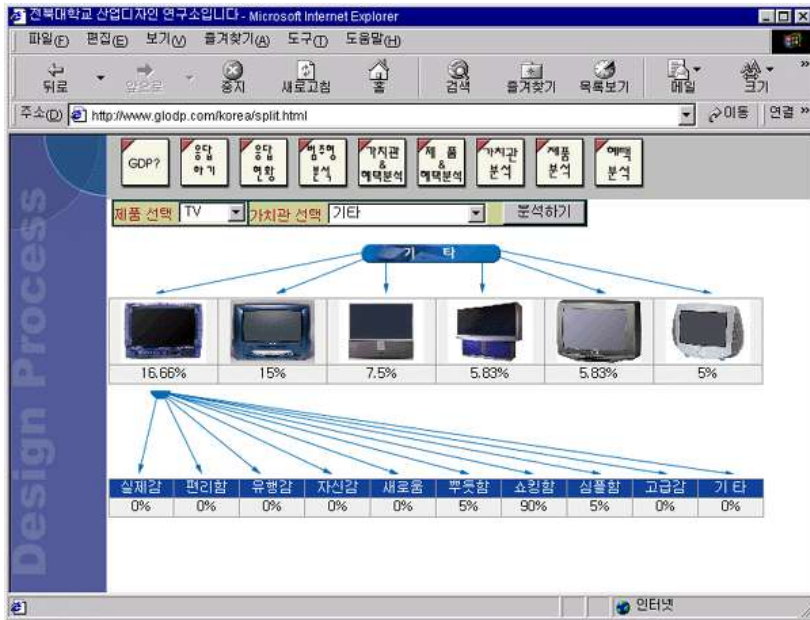 전북대학교 산업디자인 연구소입니다 - Microsoft Internet Explorer
파일(F) 편집(E) 보기(V) 즐겨찾기(A) 도구(T) 도움말(H)
뒤로 앞으로 중지 새로고침 홈 검색 즐겨찾기 목록보기 메일 크기 »
주소(D) http://www.glodp.com/korea/split.html 이동 연결 »
GDP? 응답하기 응답현황 범주형분석 가치관&혜택분석 제품&혜택분석 가치관분석 제품분석 혜택분석
제품 선택 TV 가치관 선택 기타 분석하기
기 타
16.66% 15% 7.5% 5.83% 5.83% 5%
실제감 편리함 유행감 자신감 새로움 뿌듯함 쇼킹함 심플함 고급감 기 타
0% 0% 0% 0% 0% 5% 90% 5% 0% 0%
Design Process
인터넷